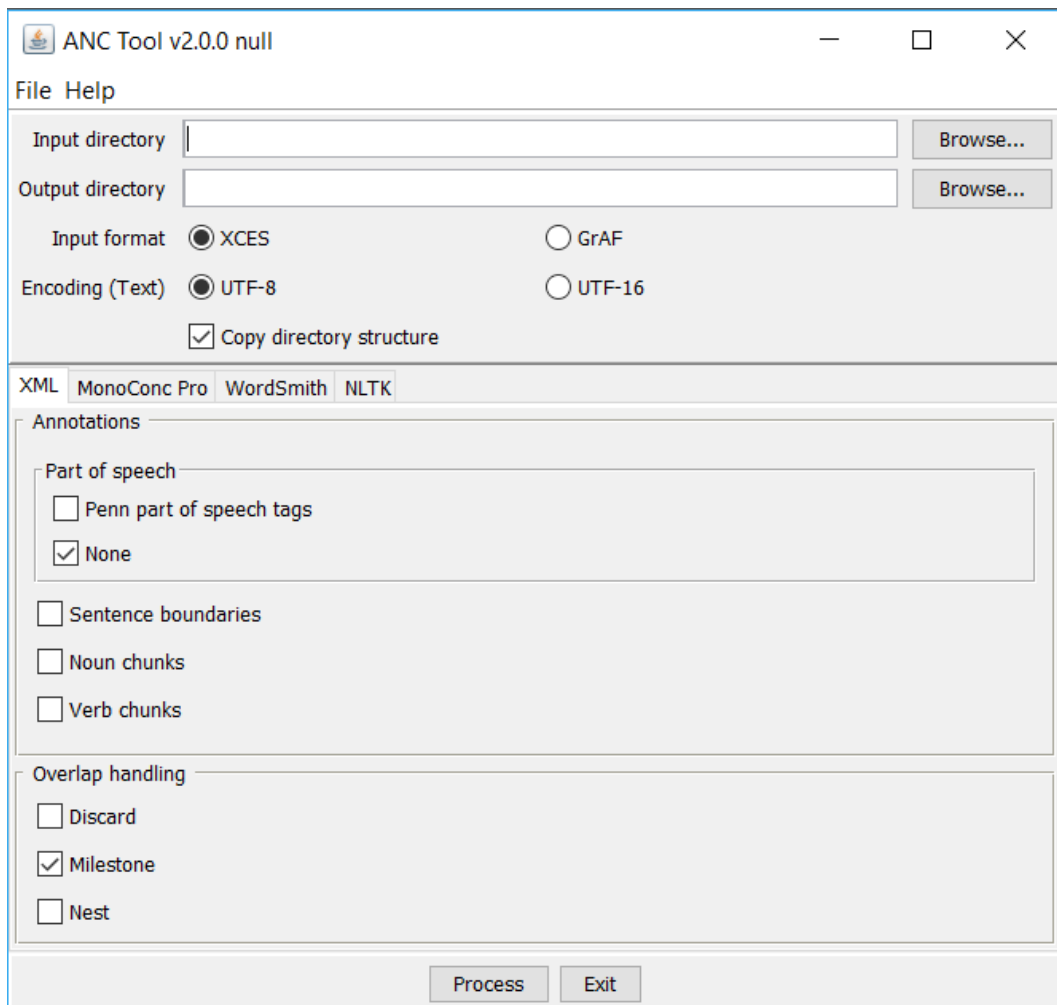 ANC Tool v2.0.0 null
File Help
Input directory Browse...
Output directory Browse...
Input format XCES GrAF
Encoding (Text) UTF-8 UTF-16
Copy directory structure
XML MonoConc Pro WordSmith NLTK
Annotations
Part of speech
Penn part of speech tags
None
Sentence boundaries
Noun chunks
Verb chunks
Overlap handling
Discard
Milestone
Nest
Process Exit